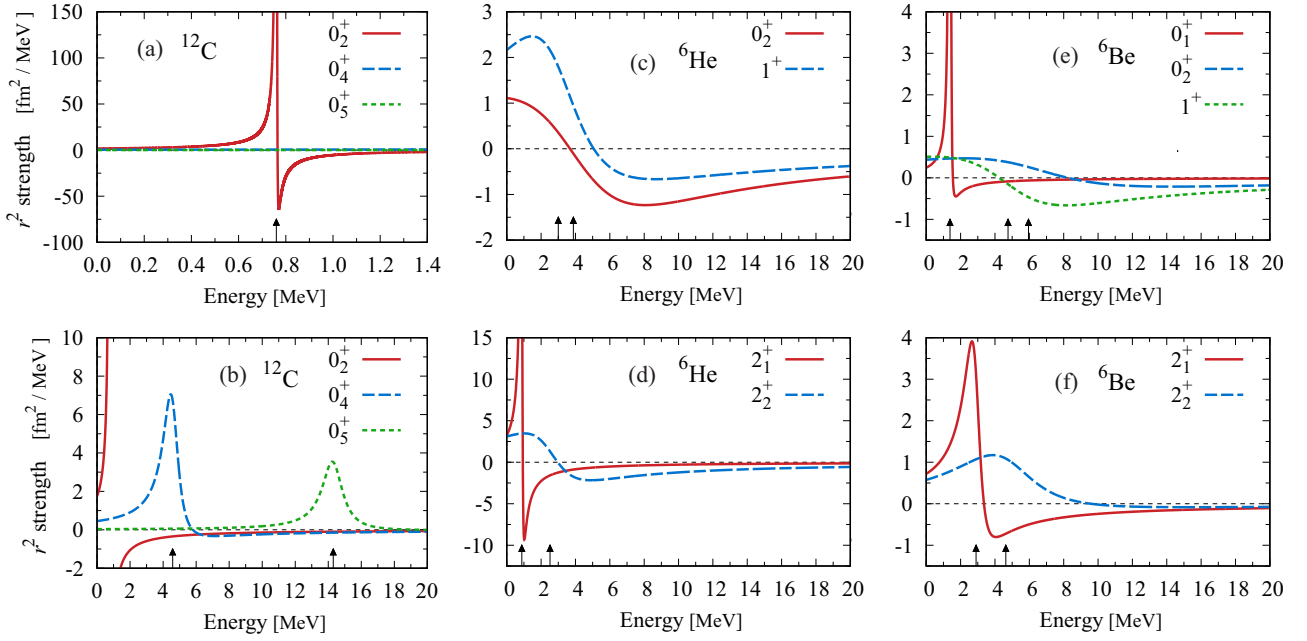 150
100
50
0
-50
-100
0.0 0.2 0.4 0.6 0.8 1.0 1.2 1.4
r² strength [fm² / MeV]
Energy [MeV]
(a) ¹²C
0₂⁺
0₄⁺
0₅⁺
3
2
1
0
-1
-2
0 2 4 6 8 10 12 14 16 18 20
Energy [MeV]
(c) ⁶He
0₂⁺
1⁺
4
3
2
1
0
-1
0 2 4 6 8 10 12 14 16 18 20
Energy [MeV]
(e) ⁶Be
0₁⁺
0₂⁺
1⁺
10
8
6
4
2
0
-2
0 2 4 6 8 10 12 14 16 18 20
r² strength [fm² / MeV]
Energy [MeV]
(b) ¹²C
0₂⁺
0₄⁺
0₅⁺
15
10
5
0
-5
-10
0 2 4 6 8 10 12 14 16 18 20
Energy [MeV]
(d) ⁶He
2₁⁺
2₂⁺
4
3
2
1
0
-1
0 2 4 6 8 10 12 14 16 18 20
Energy [MeV]
(f) ⁶Be
2₁⁺
2₂⁺